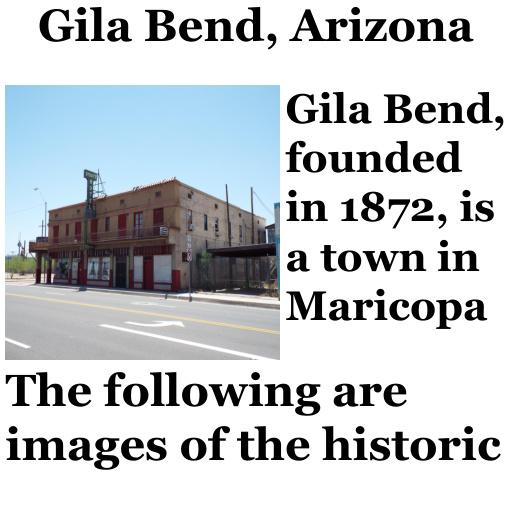 Gila Bend, Arizona
Gila Bend,
founded
in 1872, is
a town in
Maricopa
The following are
images of the historic